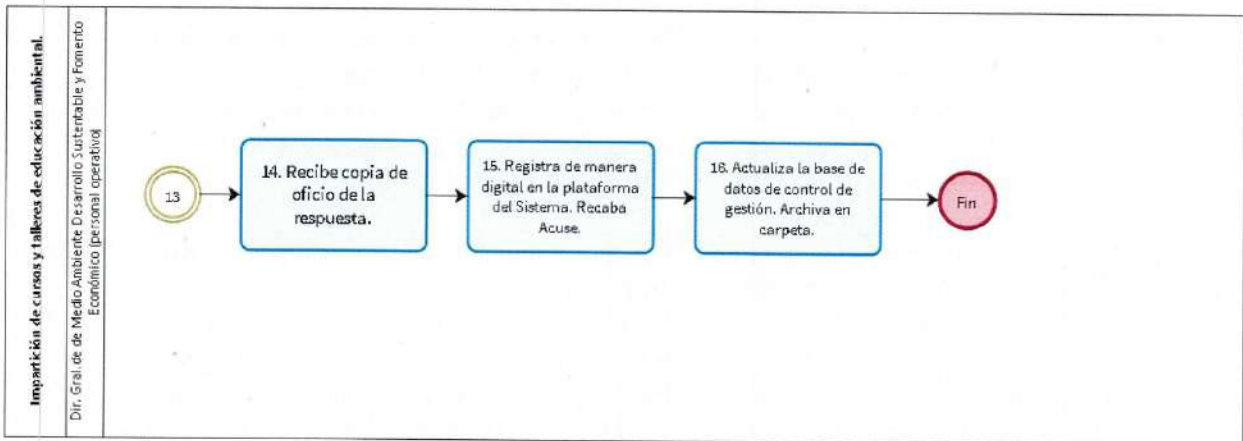 Impartición de cursos y talleres de educación ambiental.
Dir. Gral. de de Medio Ambiente Desarrollo Sustentable y Fomento
Económico (personal operativo)
13
14. Recibe copia de
oficio de la
respuesta.
15. Registra de manera
digital en la plataforma
del Sistema. Recaba
Acuse.
16. Actualiza la base de
datos de control de
gestión. Archiva en
carpeta.
Fin